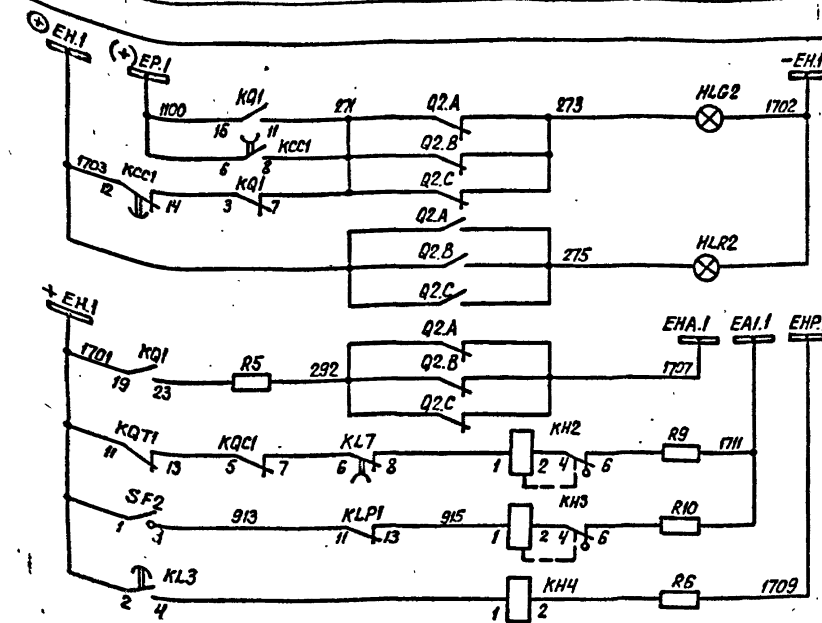 ⊕ EH.1
(+) EP.1
-EH.1
1100 KQ1 271 Q2.A 273 HLG2 1702
16 11
KCC1 Q2.B
6 8
1703 KCC1 KQ1 Q2.C
12 14 3 7
Q2.A
Q2.B 275 HLR2
Q2.C
+ EH.1
EHA.1 EA1.1 EHP.
Q2.A
1701 KQ1 R5 292 Q2.B 1707
19 23
Q2.C
KQT1 KQC1 KL7 KH2 R9 1711
11 13 5 7 6 8 1 2 4 6
SF2 913 KLP1 915 KH3 R10
1 3 11 13 1 2 4 6
KL3 KH4 R6 1709
2 4 1 2